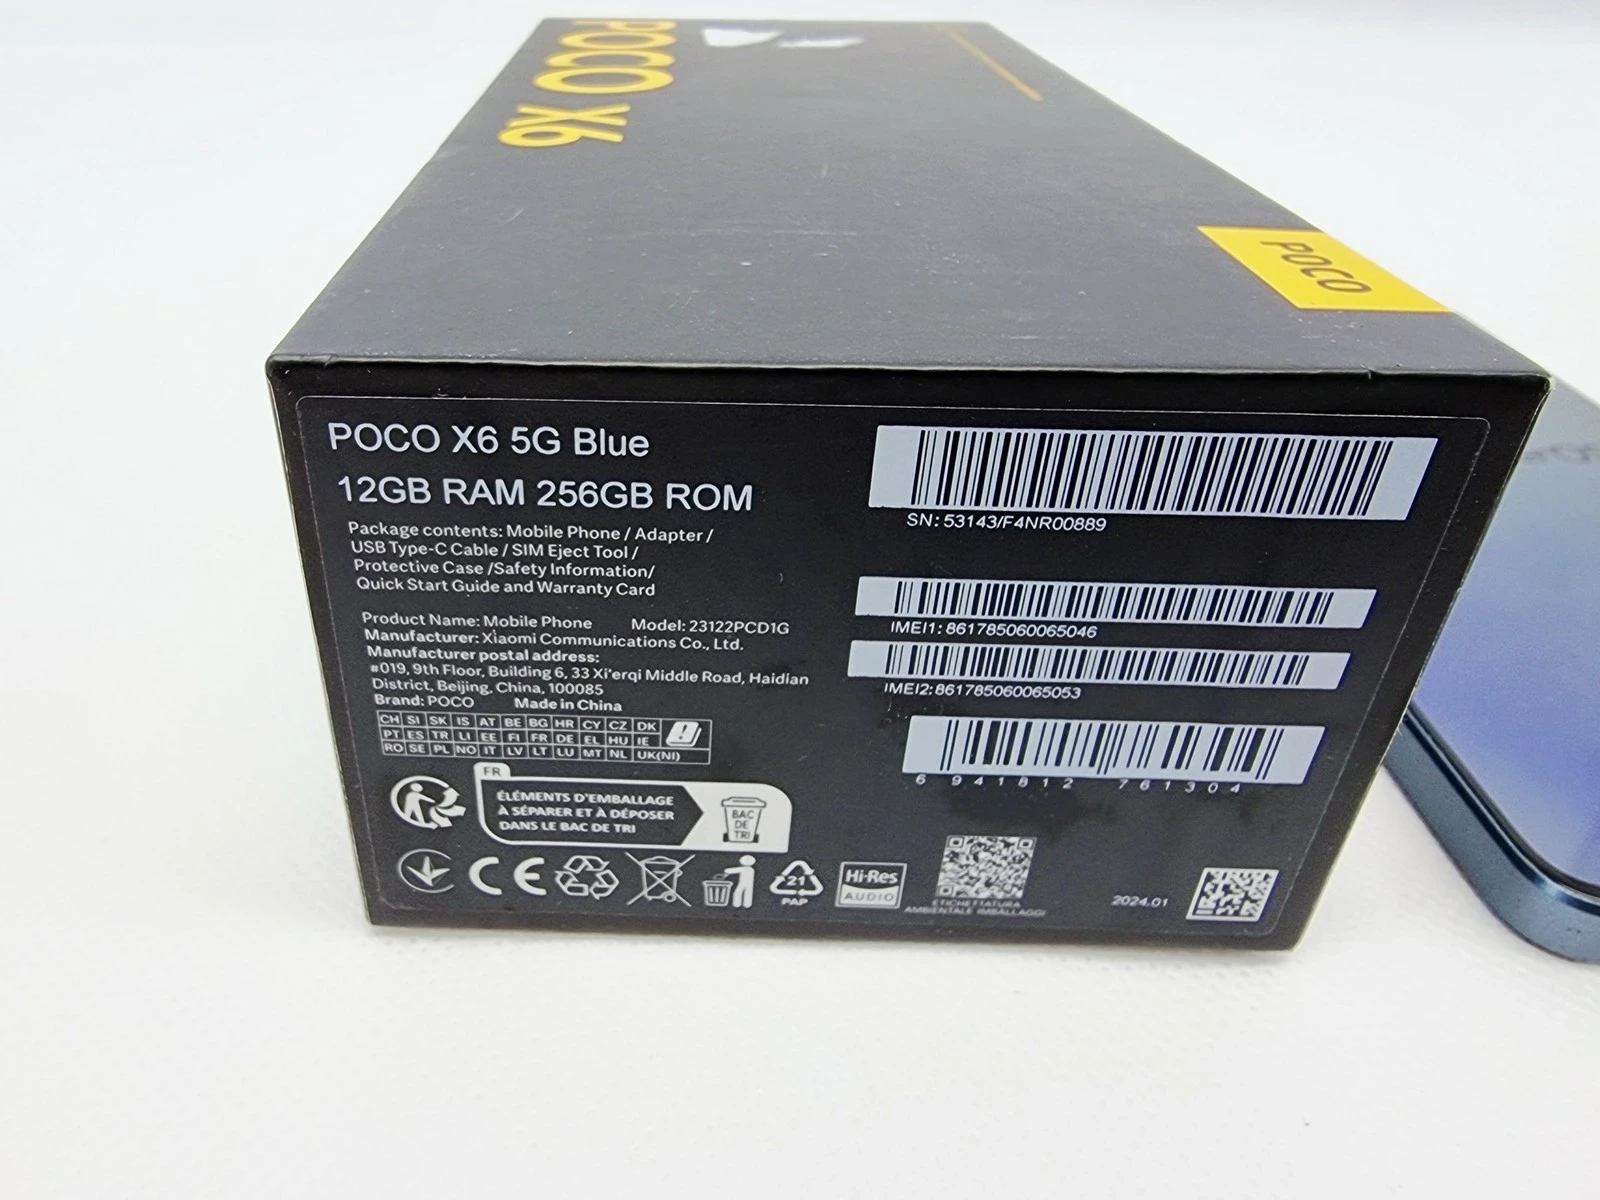 POCO X6
POCO
POCO X6 5G Blue
12GB RAM 256GB ROM
Package contents: Mobile Phone / Adapter /
USB Type-C Cable / SIM Eject Tool /
Protective Case /Safety Information/
Quick Start Guide and Warranty Card
Product Name: Mobile Phone Model: 23122PCD1G
Manufacturer: Xiaomi Communications Co., Ltd.
Manufacturer postal address:
#019, 9th Floor, Building 6, 33 Xi'erqi Middle Road, Haidian
District, Beijing, China, 100085
Brand: POCO Made in China
CH SI SK IS AT BE BG HR CY CZ DK
PT ES TR LI EE FI FR DE EL HU IE
RO SE PL NO IT LV LT LU MT NL UK(NI)
FR
ÉLÉMENTS D'EMBALLAGE
À SÉPARER ET À DÉPOSER
DANS LE BAC DE TRI
BAC
DE
TRI
CE
21
PAP
Hi-Res
AUDIO
SN: 53143/F4NR00889
IMEI1: 861785060065046
IMEI2: 861785060065053
6 941812 761304
ETICHETTATURA
AMBIENTALE IMBALLAGGI
2024.01